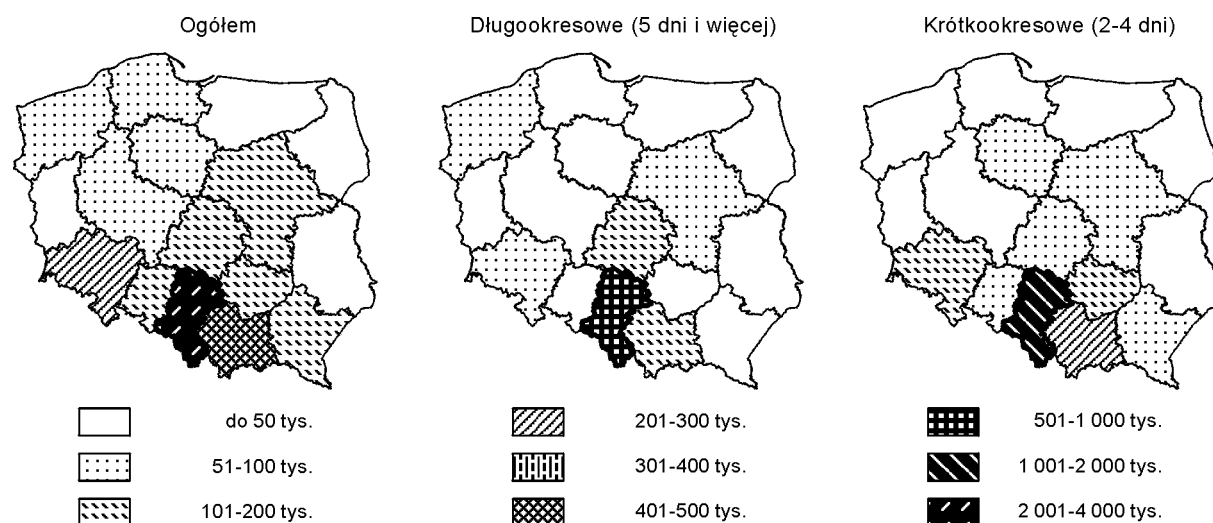 Ogółem
Długookresowe (5 dni i więcej)
Krótkookresowe (2-4 dni)
do 50 tys.
201-300 tys.
501-1 000 tys.
51-100 tys.
301-400 tys.
1 001-2 000 tys.
101-200 tys.
401-500 tys.
2 001-4 000 tys.